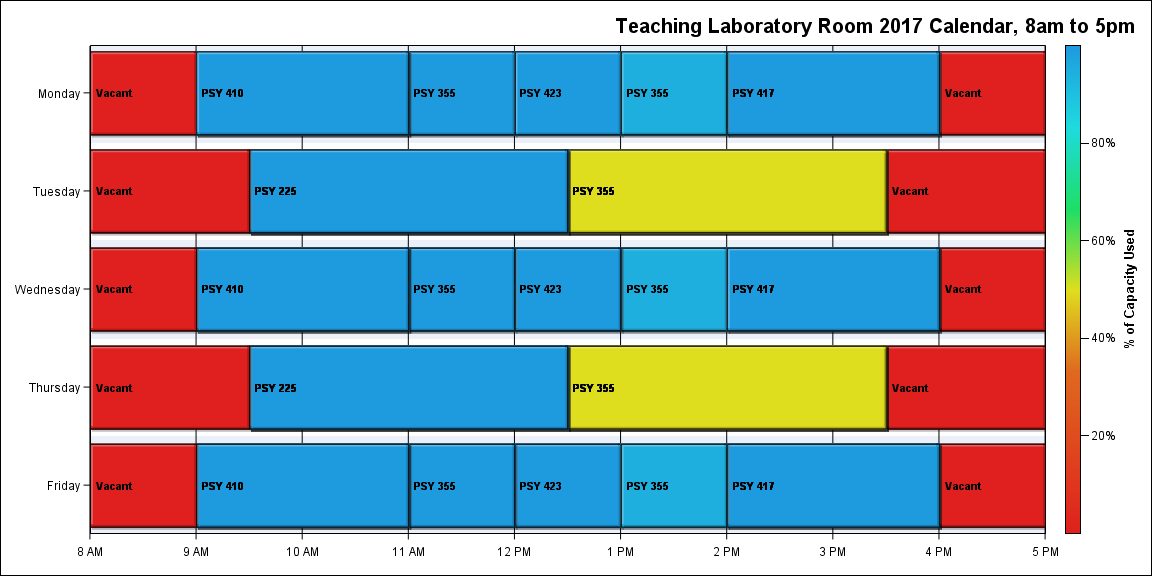 Teaching Laboratory Room 2017 Calendar, 8am to 5pm
Monday
Vacant
PSY 410
PSY 355
PSY 423
PSY 355
PSY 417
Vacant
Tuesday
Vacant
PSY 225
PSY 355
Vacant
Wednesday
Vacant
PSY 410
PSY 355
PSY 423
PSY 355
PSY 417
Vacant
Thursday
Vacant
PSY 225
PSY 355
Vacant
Friday
Vacant
PSY 410
PSY 355
PSY 423
PSY 355
PSY 417
Vacant
8 AM
9 AM
10 AM
11 AM
12 PM
1 PM
2 PM
3 PM
4 PM
5 PM
80%
60%
40%
20%
% of Capacity Used